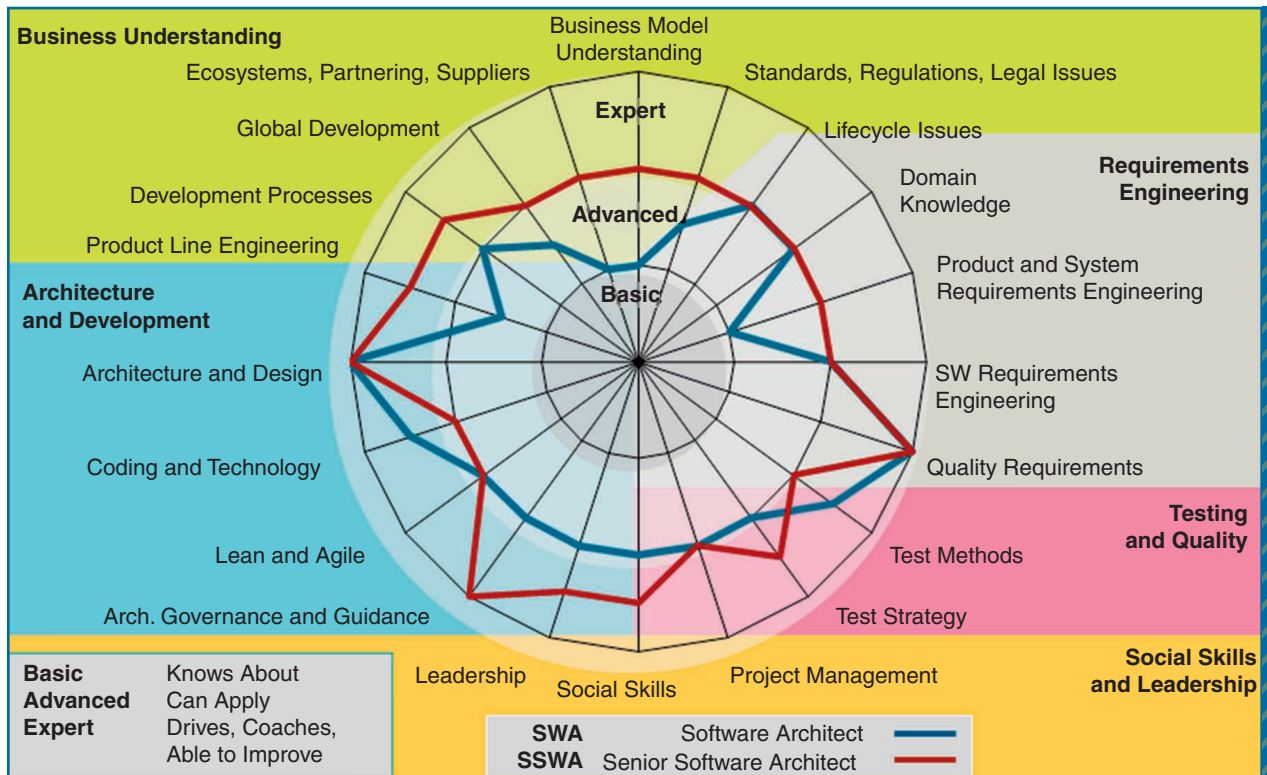 Business Understanding
Business Model
Understanding
Ecosystems, Partnering, Suppliers
Standards, Regulations, Legal Issues
Expert
Global Development
Lifecycle Issues
Requirements
Engineering
Domain
Knowledge
Development Processes
Advanced
Product Line Engineering
Product and System
Requirements Engineering
Architecture
and Development
Basic
Architecture and Design
SW Requirements
Engineering
Coding and Technology
Quality Requirements
Testing
and Quality
Lean and Agile
Test Methods
Arch. Governance and Guidance
Test Strategy
Social Skills
and Leadership
Leadership
Social Skills
Project Management
Basic Knows About
Advanced Can Apply
Expert Drives, Coaches,
Able to Improve
SWA Software Architect
SSWA Senior Software Architect